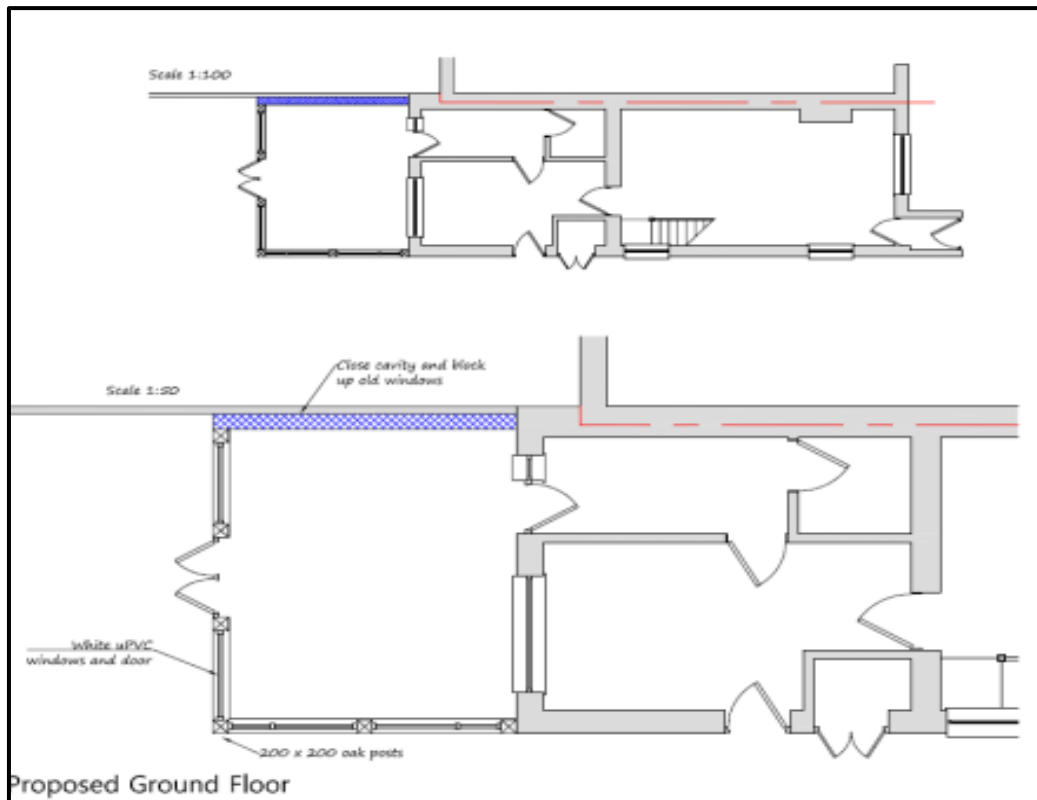 Scale 1:100
Close cavity and block
up old windows
Scale 1:50
White uPVC
windows and door
200 x 200 oak posts
Proposed Ground Floor